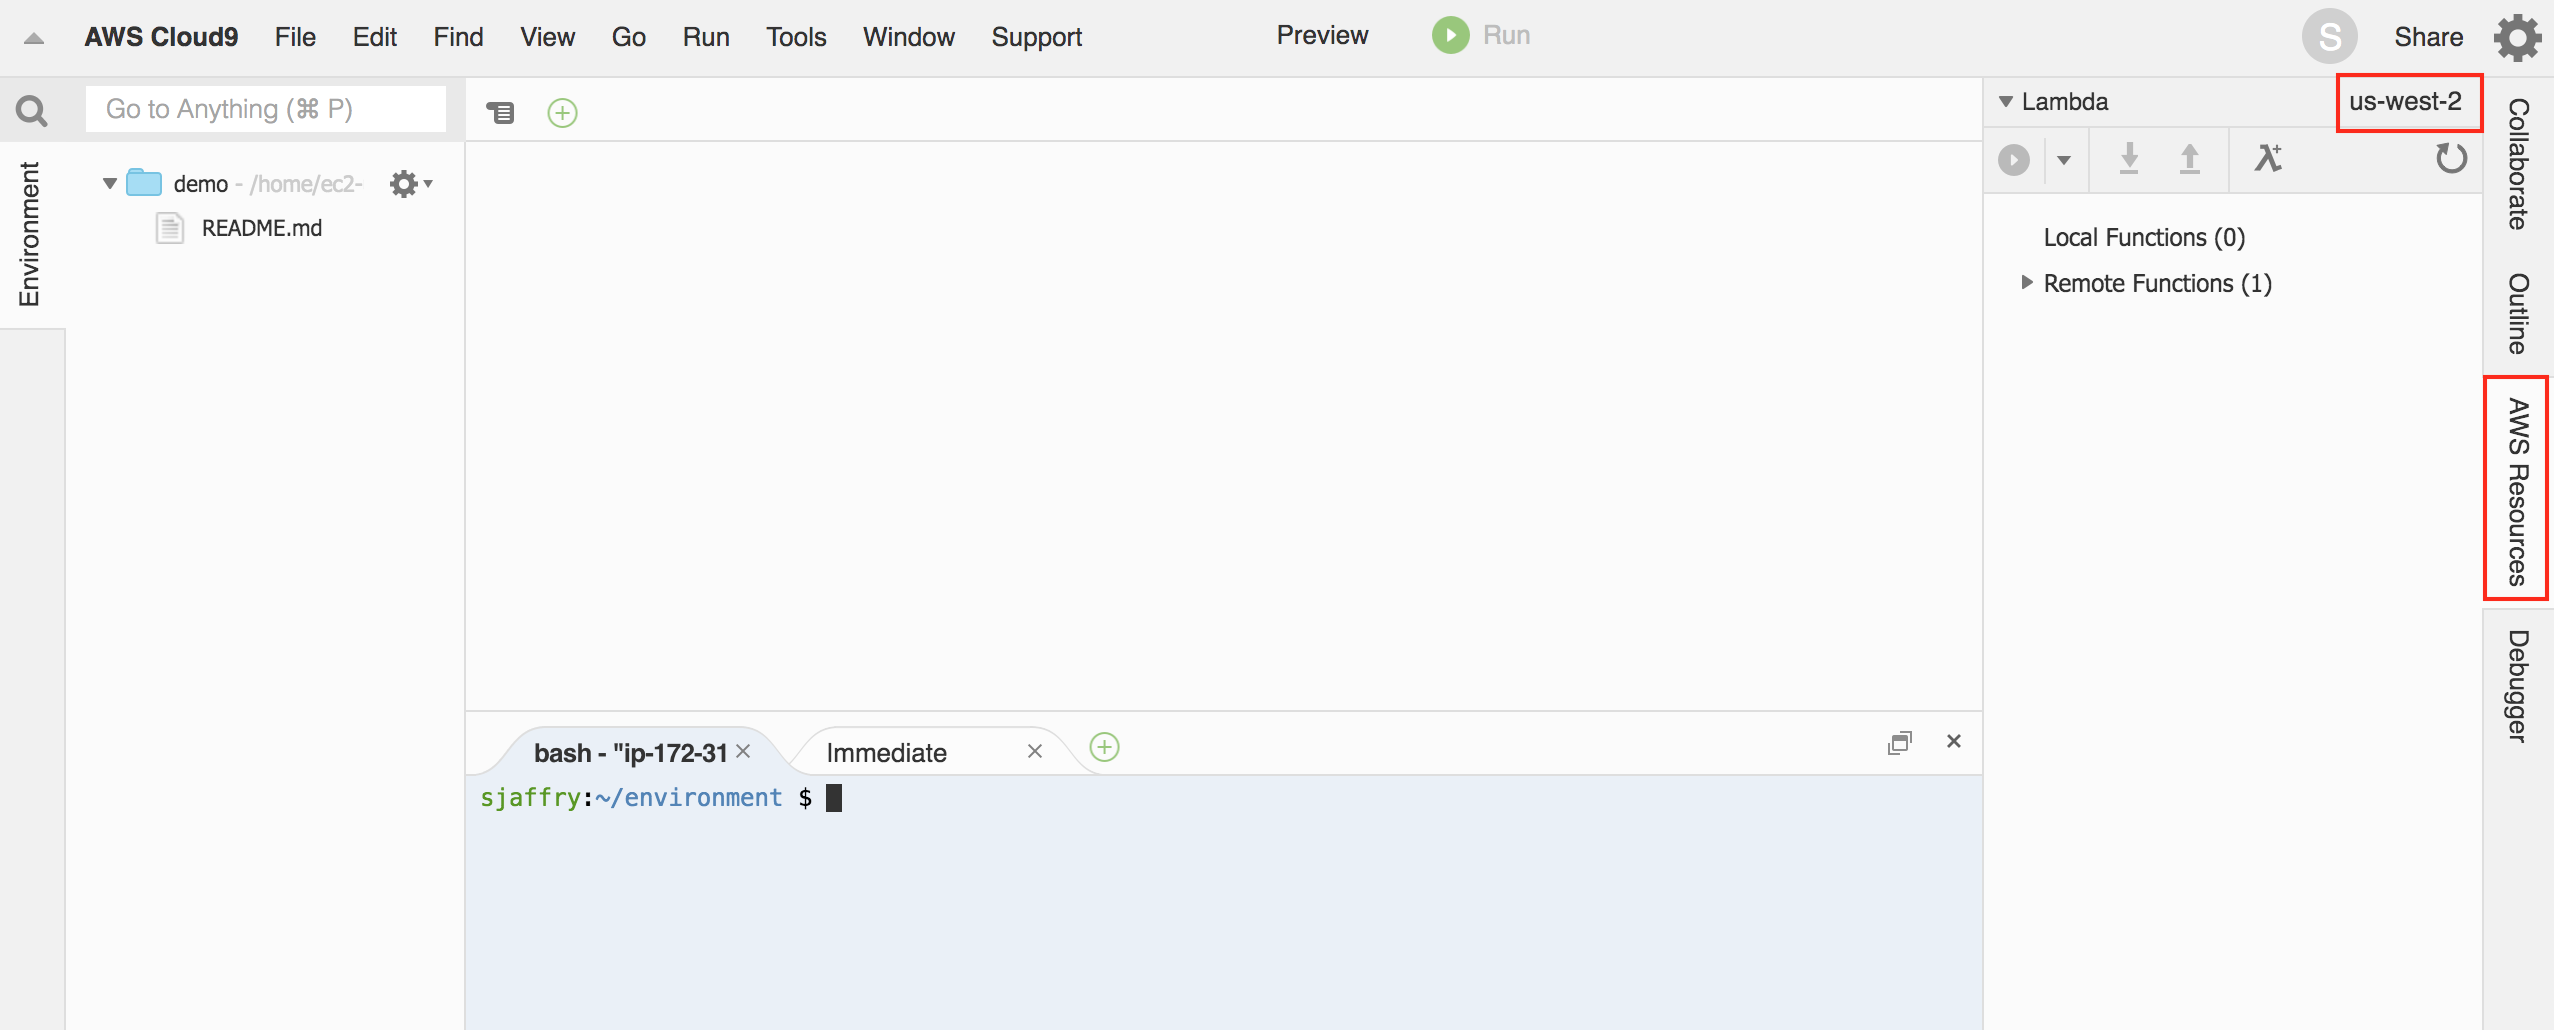 AWS Cloud9 File Edit Find View Go Run Tools Window Support Preview Run S Share
Go to Anything (⌘ P)
Environment
demo - /home/ec2-
README.md
bash - "ip-172-31 Immediate
sjaffry:~/environment $
Lambda us-west-2
Local Functions (0)
Remote Functions (1)
Collaborate
Outline
AWS Resources
Debugger